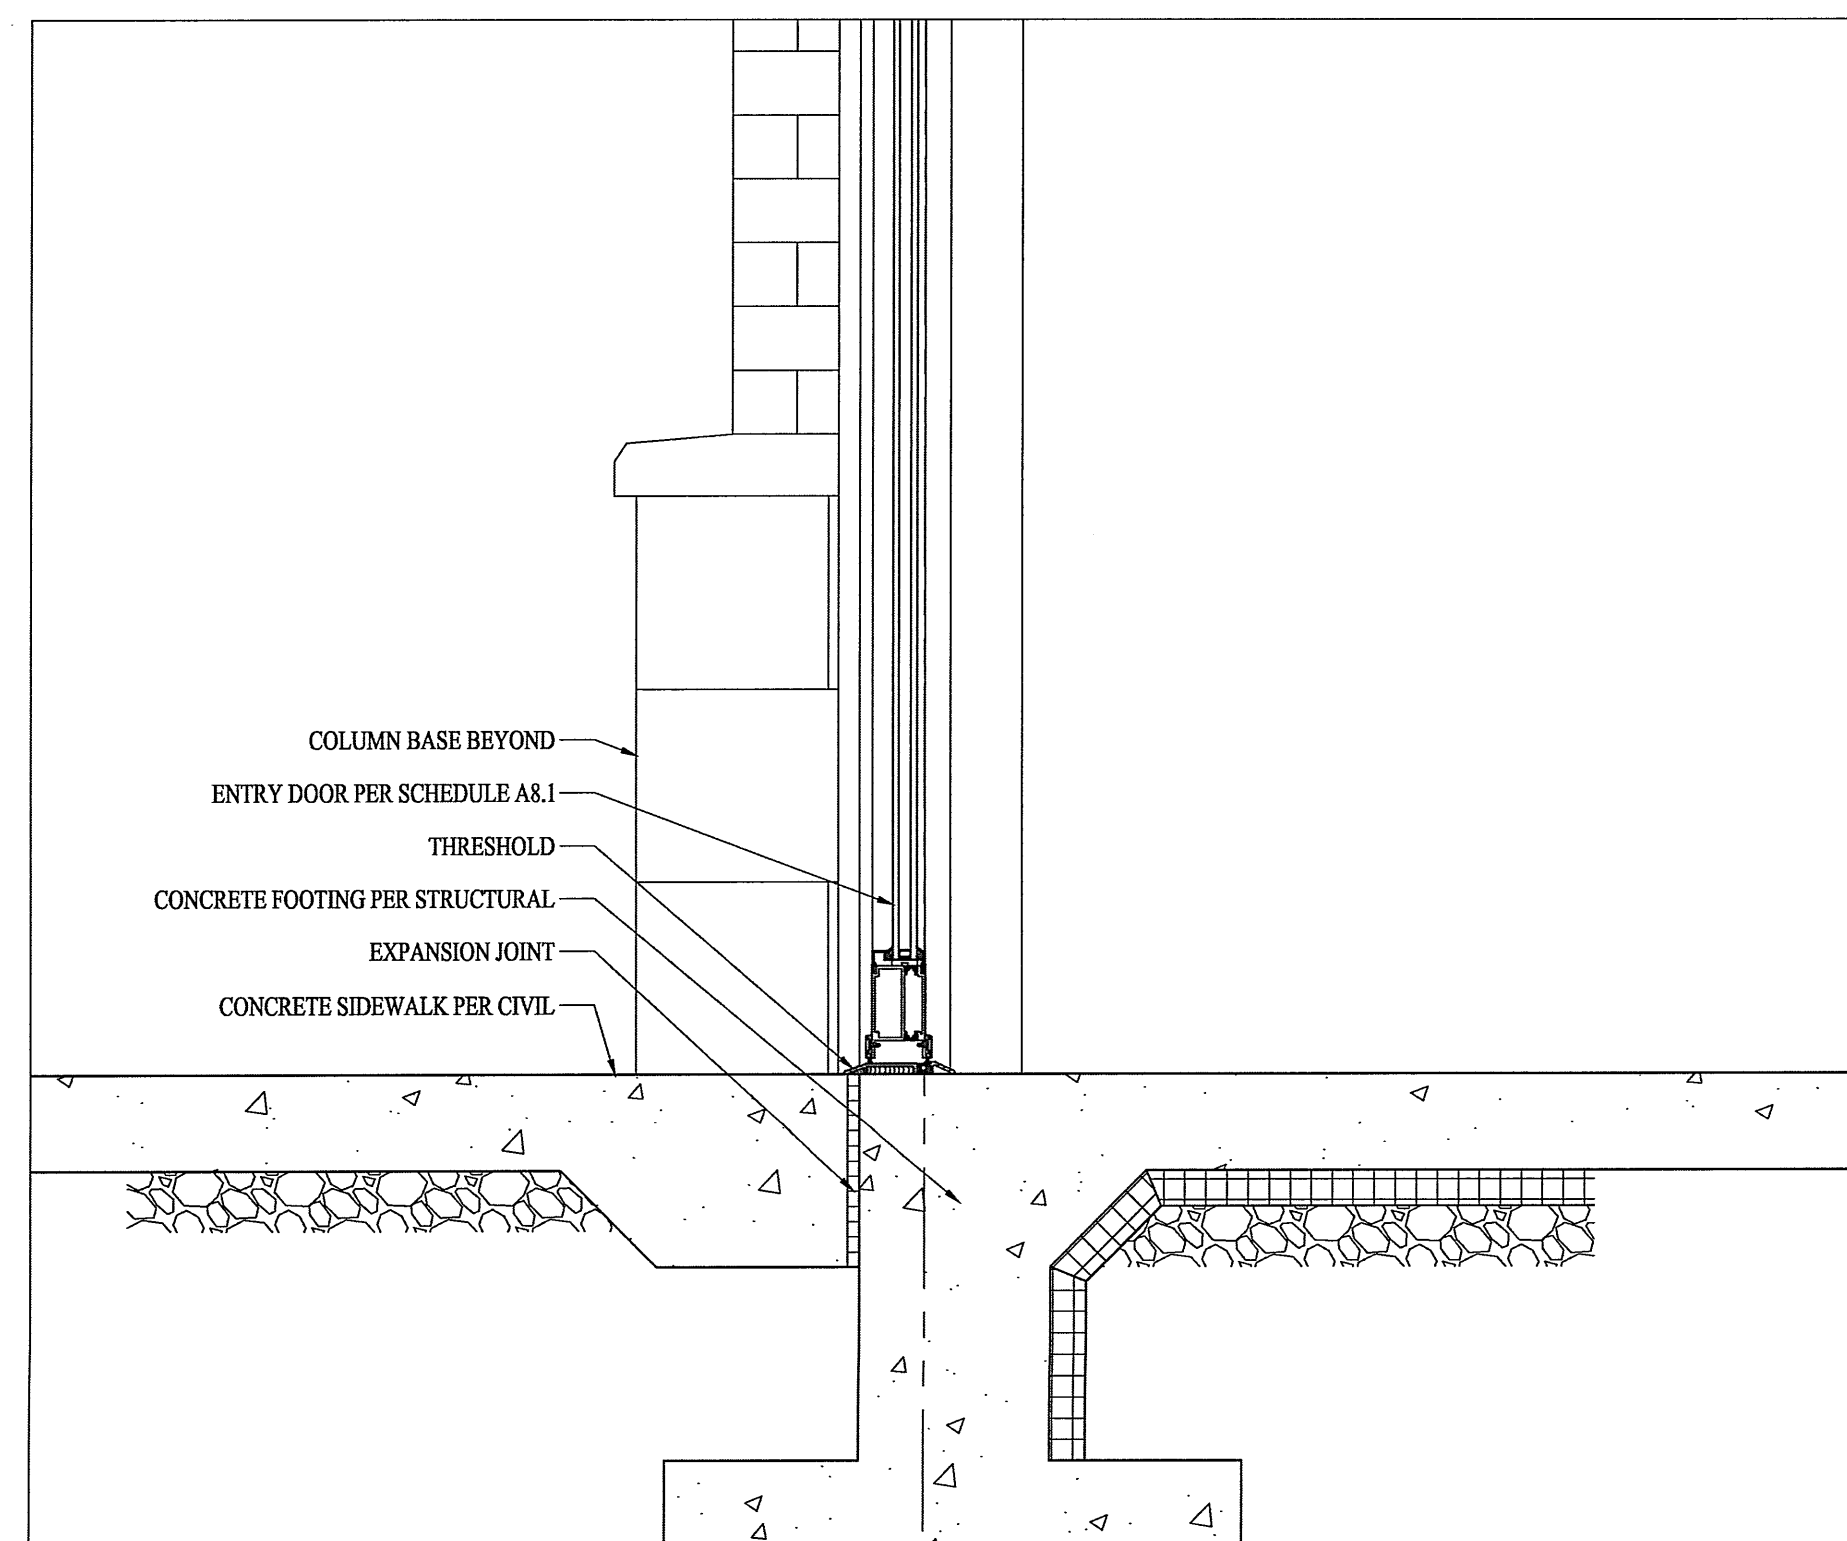 COLUMN BASE BEYOND
ENTRY DOOR PER SCHEDULE A8.1
THRESHOLD
CONCRETE FOOTING PER STRUCTURAL
EXPANSION JOINT
CONCRETE SIDEWALK PER CIVIL